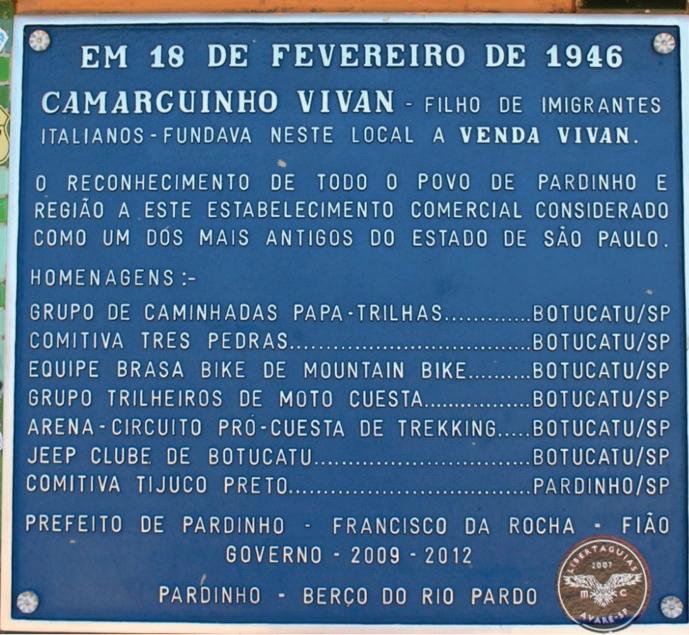 EM 18 DE FEVEREIRO DE 1946
CAMARGUINHO VIVAN - FILHO DE IMIGRANTES
ITALIANOS - FUNDAVA NESTE LOCAL A VENDA VIVAN.
O RECONHECIMENTO DE TODO O POVO DE PARDINHO E
REGIÃO A ESTE ESTABELECIMENTO COMERCIAL CONSIDERADO
COMO UM DOS MAIS ANTIGOS DO ESTADO DE SÃO PAULO.
HOMENAGENS :-
GRUPO DE CAMINHADAS PAPA-TRILHAS.............BOTUCATU/SP
COMITIVA TRES PEDRAS....................................BOTUCATU/SP
EQUIPE BRASA BIKE DE MOUNTAIN BIKE..........BOTUCATU/SP
GRUPO TRILHEIROS DE MOTO CUESTA................BOTUCATU/SP
ARENA-CIRCUITO PRÓ-CUESTA DE TREKKING.....BOTUCATU/SP
JEEP CLUBE DE BOTUCATU................................BOTUCATU/SP
COMITIVA TIJUCO PRETO....................................PARDINHO/SP
PREFEITO DE PARDINHO - FRANCISCO DA ROCHA - FIÃO
GOVERNO - 2009 - 2012
PARDINHO - BERÇO DO RIO PARDO
LIBERTAGUIAS
2007
M C
AVARE-SP